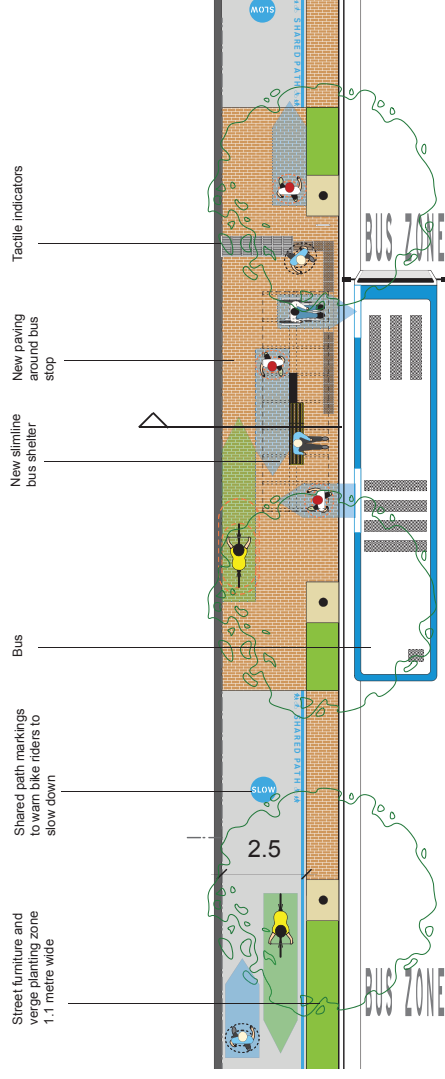 Street furniture and
verge planting zone
1.1 metre wide
Shared path markings
to warn bike riders to
slow down
Bus
New slimline
bus shelter
New paving
around bus
stop
Tactile indicators
2.5
SLOW
SHARED PATH
SHARED PATH
SLOW
BUS ZONE
BUS ZONE